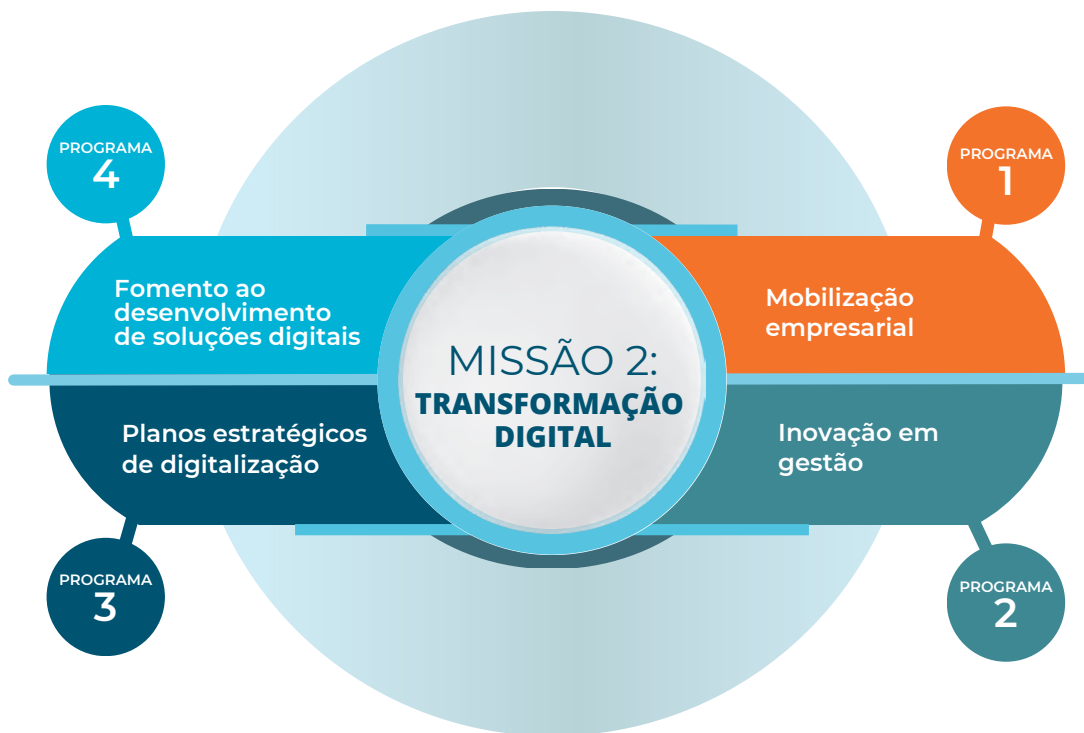 MISSÃO 2:
TRANSFORMAÇÃO
DIGITAL
PROGRAMA
1
Mobilização
empresarial
PROGRAMA
2
Inovação em
gestão
PROGRAMA
3
Planos estratégicos
de digitalização
PROGRAMA
4
Fomento ao
desenvolvimento
de soluções digitais